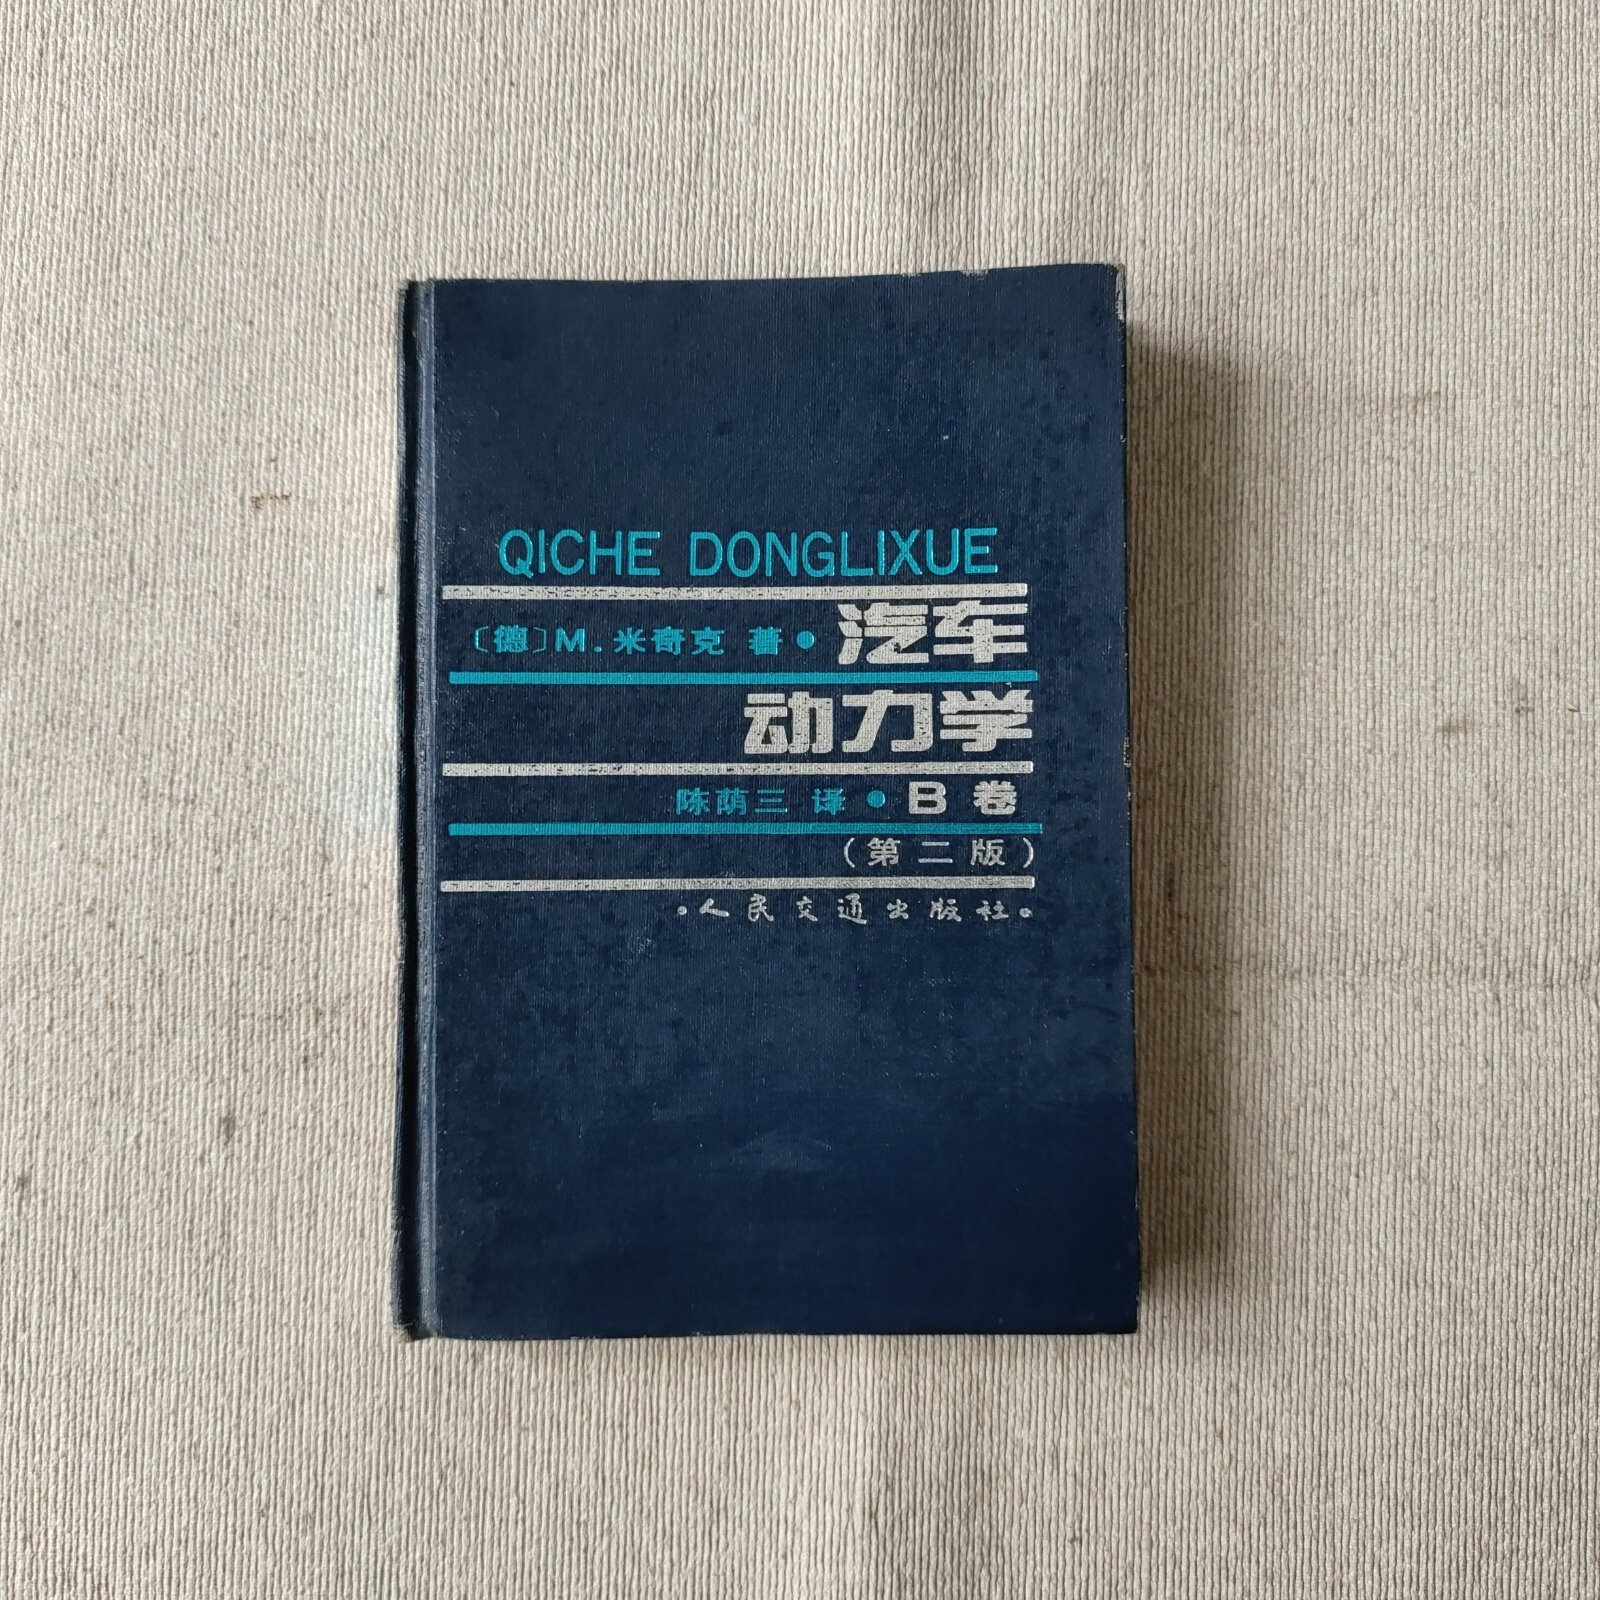 QICHE DONGLIXUE
〔德〕M.米奇克 著•汽车
动力学
陈荫三 译•B卷
（第二版）
•人民交通出版社•